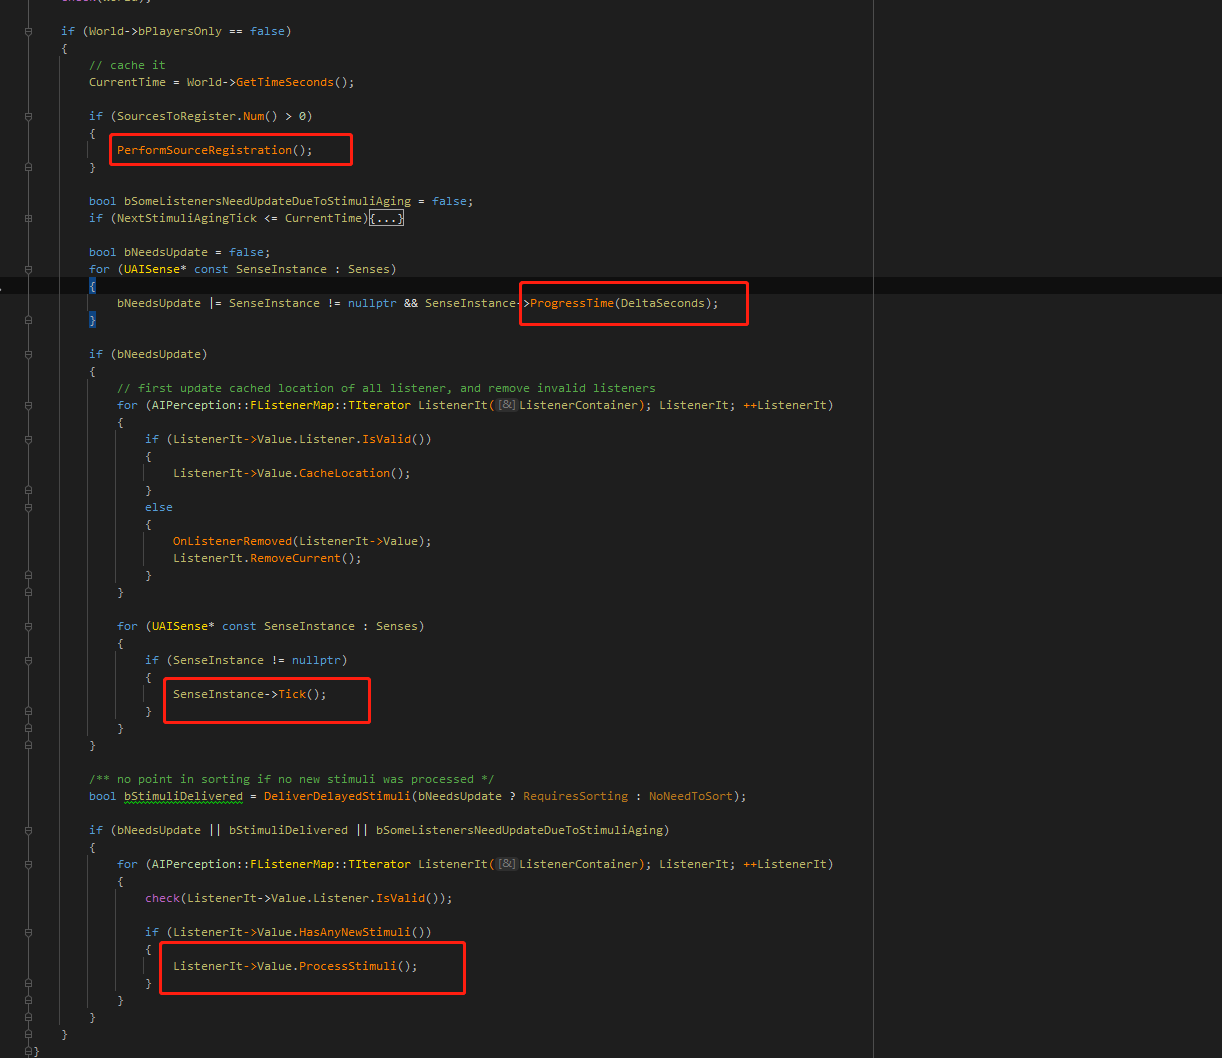 if (World->bPlayersOnly == false)
{
// cache it
CurrentTime = World->GetTimeSeconds();
if (SourcesToRegister.Num() > 0)
{
PerformSourceRegistration();
}
bool bSomeListenersNeedUpdateDueToStimuliAging = false;
if (NextStimuliAgingTick <= CurrentTime){...}
bool bNeedsUpdate = false;
for (UAISense* const SenseInstance : Senses)
{
bNeedsUpdate |= SenseInstance != nullptr && SenseInstance->ProgressTime(DeltaSeconds);
}
if (bNeedsUpdate)
{
// first update cached location of all listener, and remove invalid listeners
for (AIPerception::FListenerMap::TIterator ListenerIt([&]ListenerContainer); ListenerIt; ++ListenerIt)
{
if (ListenerIt->Value.Listener.IsValid())
{
ListenerIt->Value.CacheLocation();
}
else
{
OnListenerRemoved(ListenerIt->Value);
ListenerIt.RemoveCurrent();
}
}
for (UAISense* const SenseInstance : Senses)
{
if (SenseInstance != nullptr)
{
SenseInstance->Tick();
}
}
}
/** no point in sorting if no new stimuli was processed */
bool bStimuliDelivered = DeliverDelayedStimuli(bNeedsUpdate ? RequiresSorting : NoNeedToSort);
if (bNeedsUpdate || bStimuliDelivered || bSomeListenersNeedUpdateDueToStimuliAging)
{
for (AIPerception::FListenerMap::TIterator ListenerIt([&]ListenerContainer); ListenerIt; ++ListenerIt)
{
check(ListenerIt->Value.Listener.IsValid());
if (ListenerIt->Value.HasAnyNewStimuli())
{
ListenerIt->Value.ProcessStimuli();
}
}
}
}
}